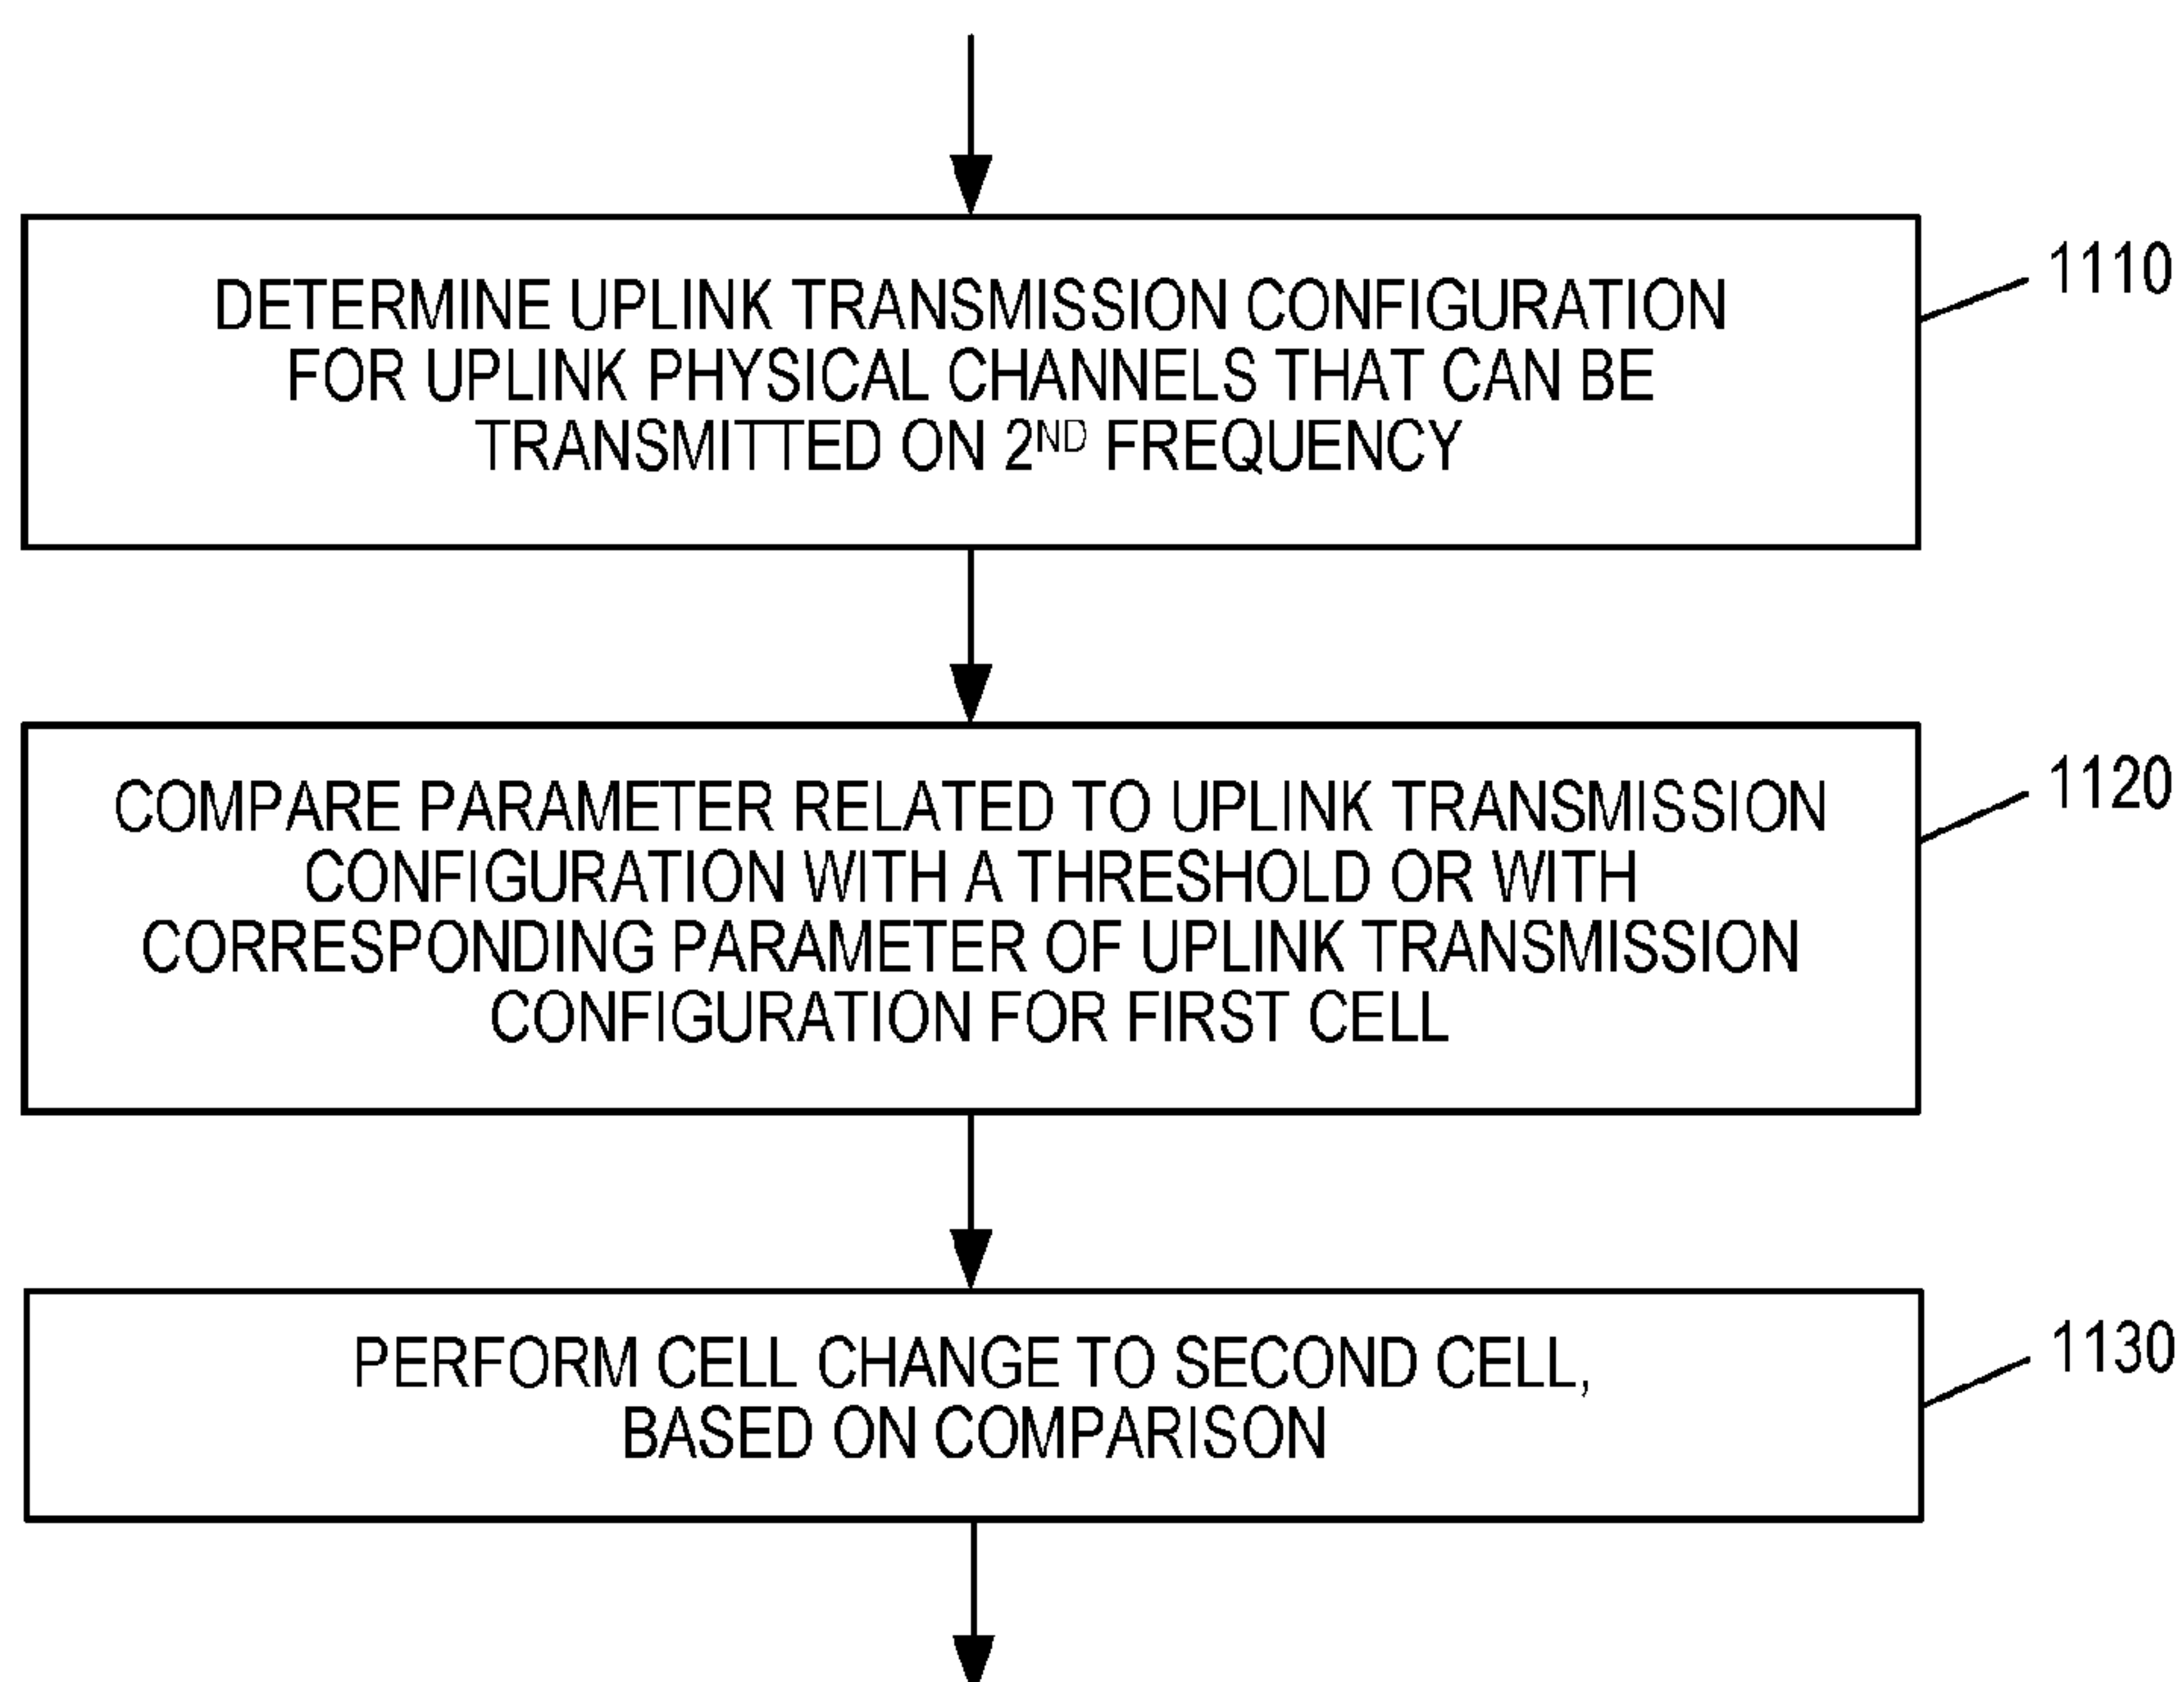 DETERMINE UPLINK TRANSMISSION CONFIGURATION
FOR UPLINK PHYSICAL CHANNELS THAT CAN BE
TRANSMITTED ON 2ND FREQUENCY
1110
COMPARE PARAMETER RELATED TO UPLINK TRANSMISSION
CONFIGURATION WITH A THRESHOLD OR WITH
CORRESPONDING PARAMETER OF UPLINK TRANSMISSION
CONFIGURATION FOR FIRST CELL
1120
PERFORM CELL CHANGE TO SECOND CELL,
BASED ON COMPARISON
1130